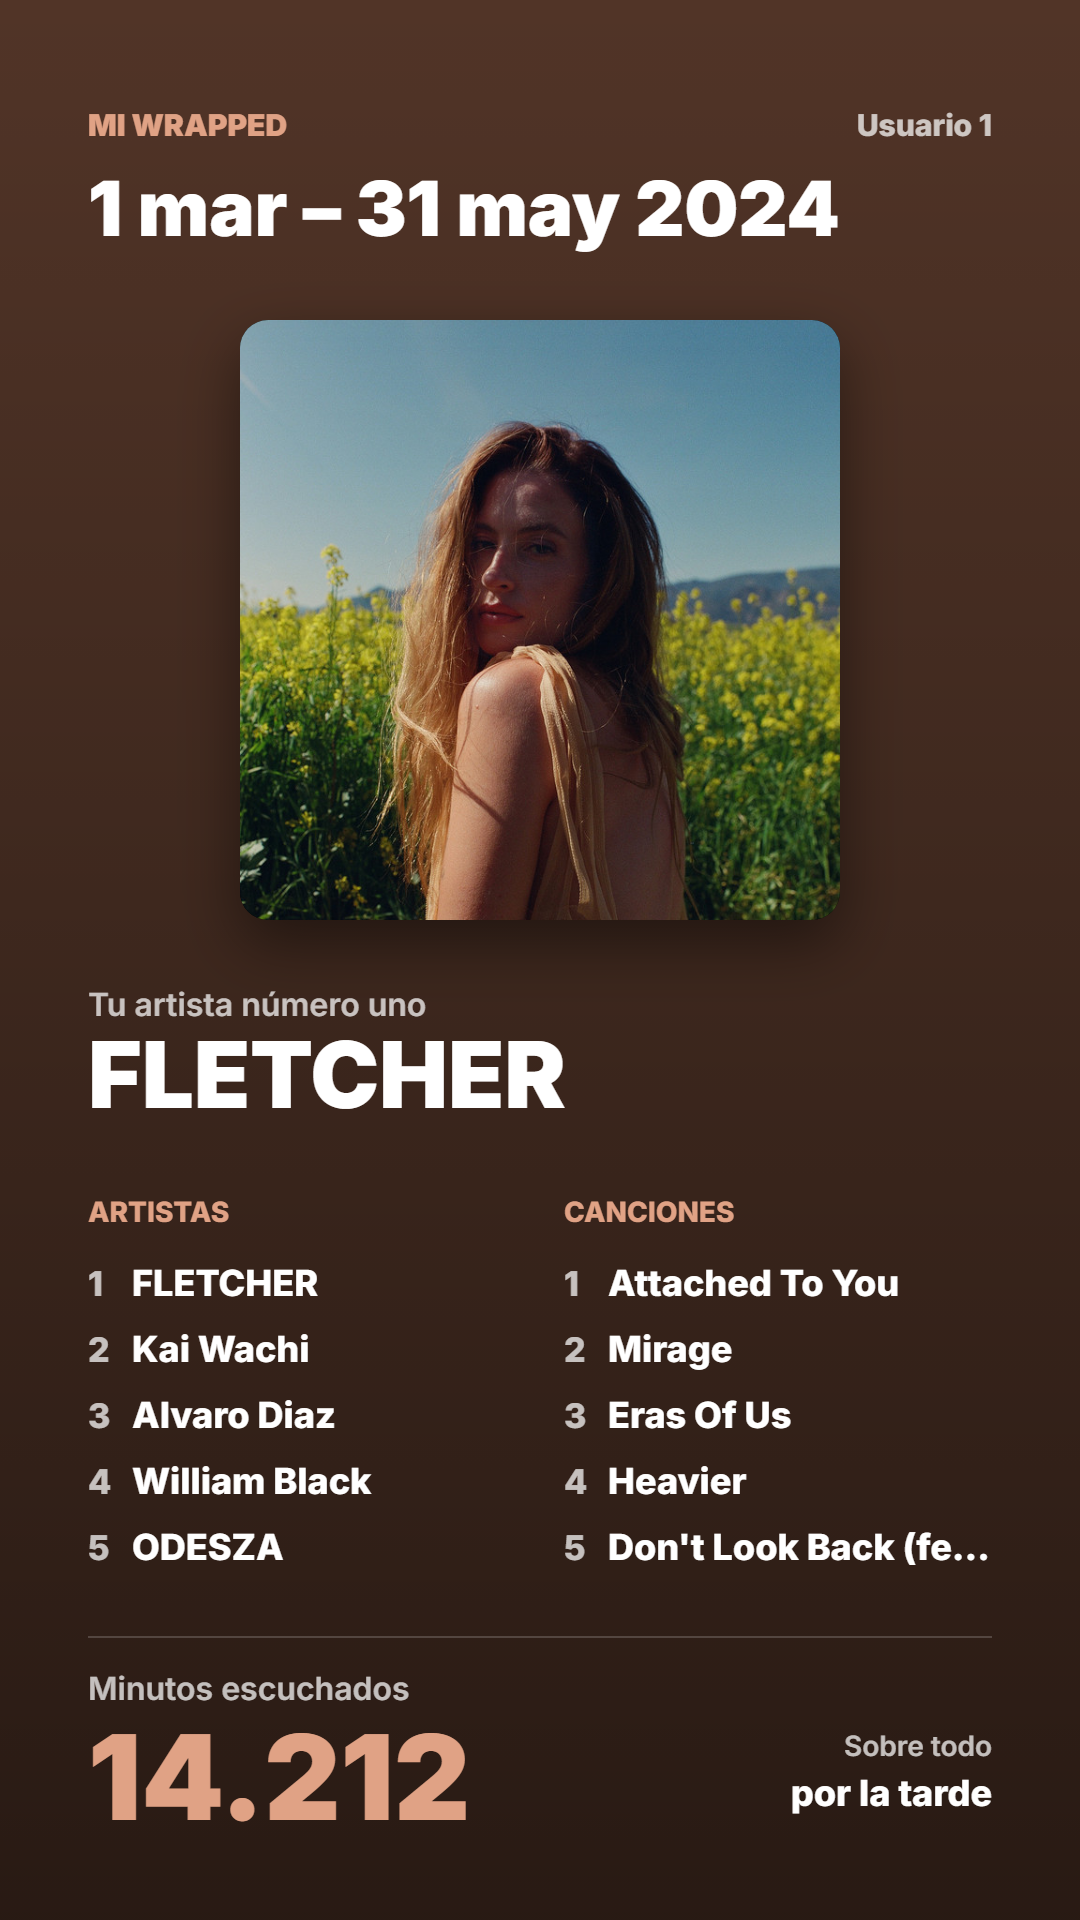 MI WRAPPED
Usuario 1
1 mar – 31 may 2024
Tu artista número uno
FLETCHER
ARTISTAS
1 FLETCHER
2 Kai Wachi
3 Alvaro Diaz
4 William Black
5 ODESZA
CANCIONES
1 Attached To You
2 Mirage
3 Eras Of Us
4 Heavier
5 Don't Look Back (fe...
Minutos escuchados
14.212
Sobre todo
por la tarde